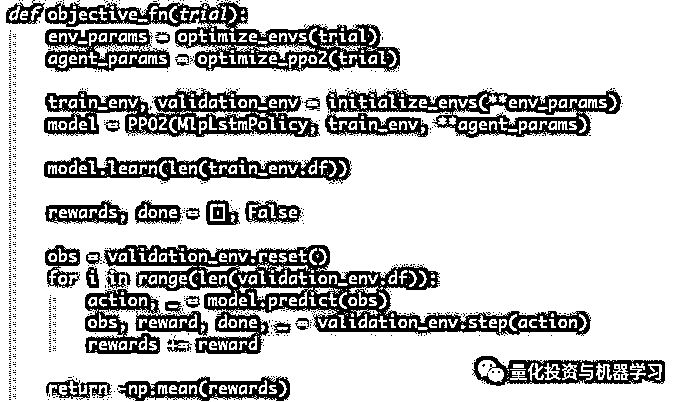 def objective_fn(trial):
    env_params = optimize_envs(trial)
    agent_params = optimize_ppo2(trial)

    train_env, validation_env = initialize_envs(**env_params)
    model = PPO2(MlpLstmPolicy, train_env, **agent_params)

    model.learn(len(train_env.df))

    rewards, done = [], False

    obs = validation_env.reset()
    for i in range(len(validation_env.df)):
        action, _ = model.predict(obs)
        obs, reward, done, _ = validation_env.step(action)
        rewards += reward

    return -np.mean(rewards)
量化投资与机器学习